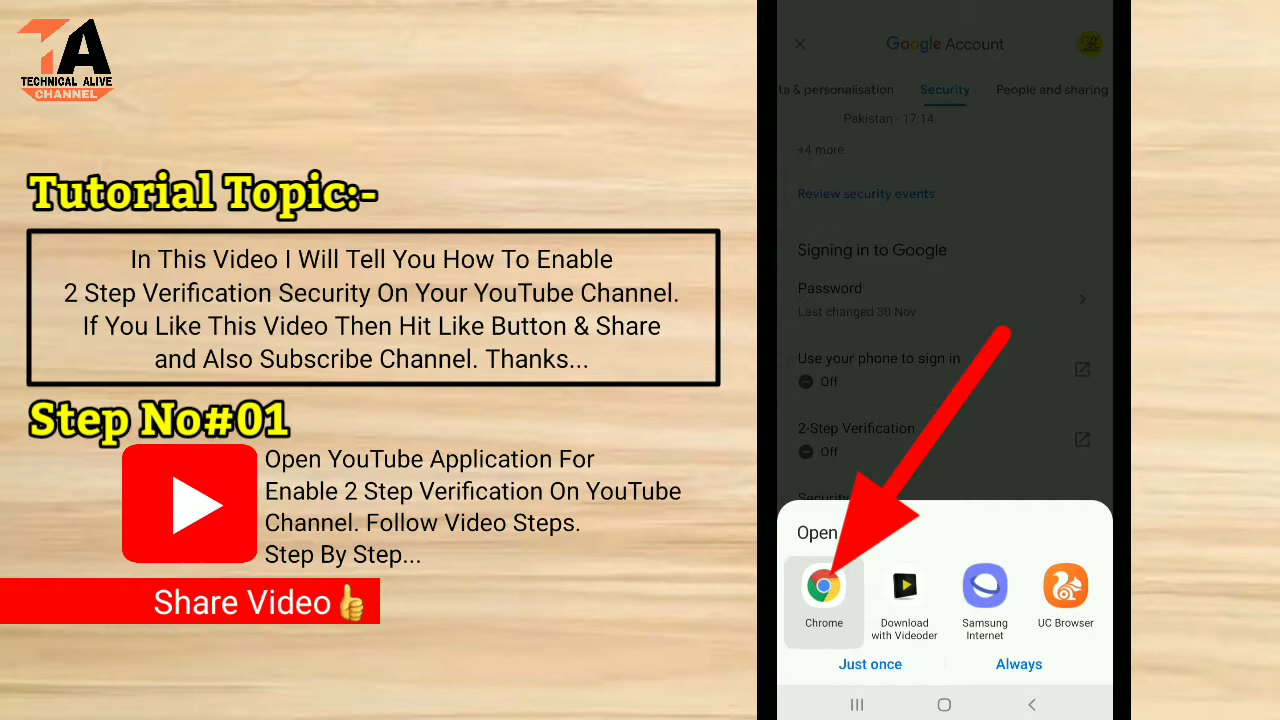 TA
TECHNICAL ALIVE
CHANNEL
Tutorial Topic:-
In This Video I Will Tell You How To Enable
2 Step Verification Security On Your YouTube Channel.
If You Like This Video Then Hit Like Button & Share
and Also Subscribe Channel. Thanks...
Step No#01
Open YouTube Application For
Enable 2 Step Verification On YouTube
Channel. Follow Video Steps.
Step By Step...
Share Video
Google Account
ta & personalisation Security People and sharing
Pakistan - 17:14
+4 more
Review security events
Signing in to Google
Password
Last changed 30 Nov
Use your phone to sign in
Off
2-Step Verification
Off
Security
Open
Chrome
Download
with Videoder
Samsung
Internet
UC Browser
Just once Always